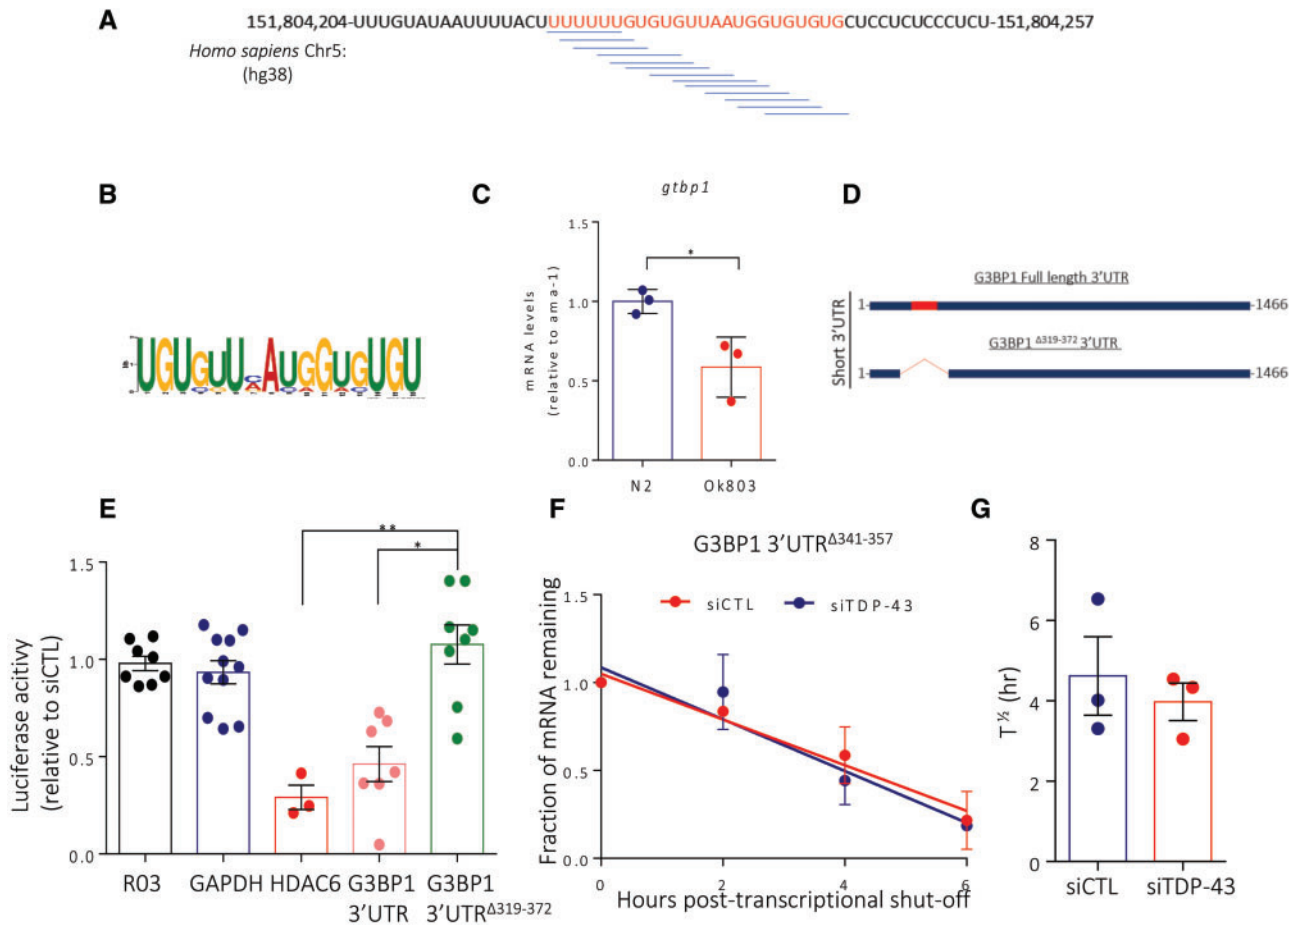 A
151,804,204-UUUGUAUAAUUUUACUUUUUUUGUGUGUUAAUGGUGUGUGCUCCUCUCCCUCU-151,804,257
Homo sapiens Chr5:
(hg38)
B
UGUGUUAUGGUGUGU
C
gtbp1
mRNA levels
(relative to ama-1)
1.5
1.0
0.5
0.0
*
N2 Ok803
D
Short 3'UTR
G3BP1 Full length 3'UTR
1- -1466
G3BP1 Δ319-372 3'UTR
1- -1466
E
Luciferase acitivy
(relative to siCTL)
1.5
1.0
0.5
0.0
**
*
R03 GAPDH HDAC6 G3BP1 G3BP1
3'UTR 3'UTRΔ319-372
F
G3BP1 3'UTRΔ341-357
siCTL siTDP-43
Fraction of mRNA remaining
1.5
1.0
0.5
0.0
0 2 4 6
Hours post-transcriptional shut-off
G
T½ (hr)
8
6
4
2
0
siCTL siTDP-43